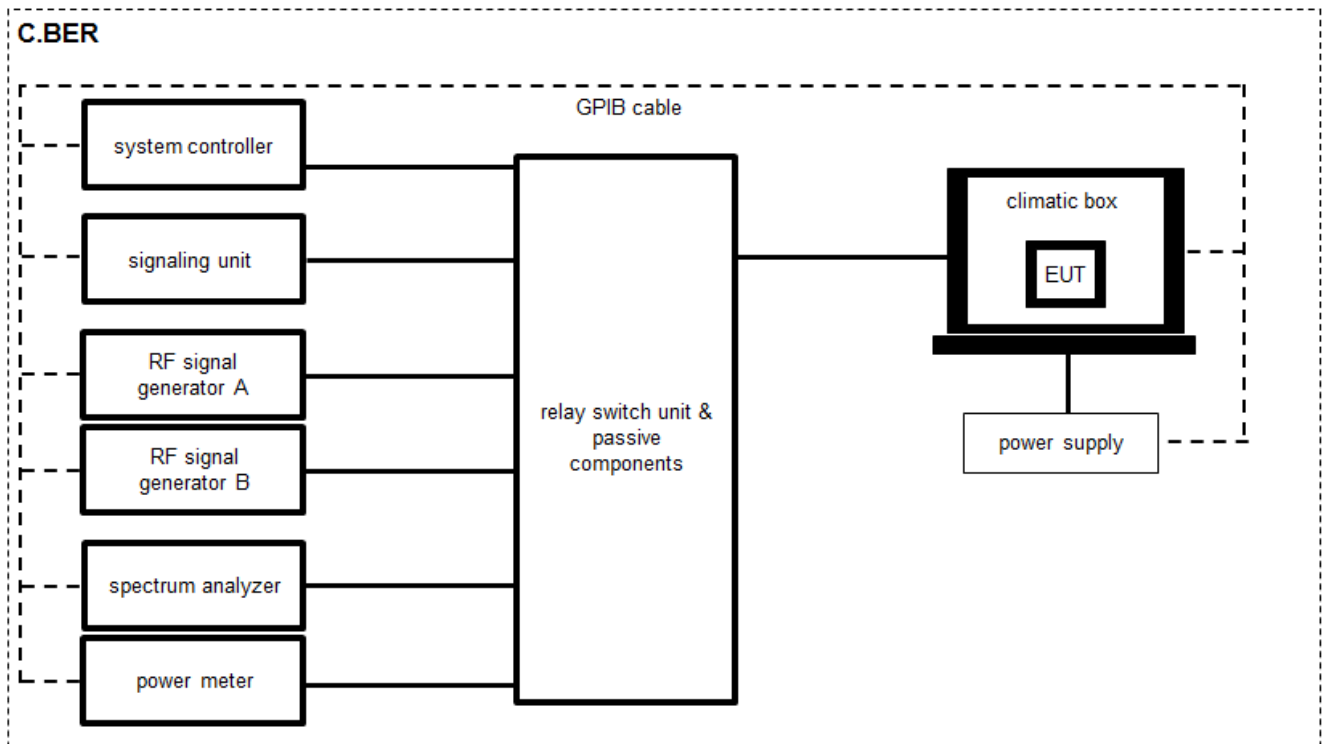 C.BER
GPIB cable
system controller
signaling unit
RF signal
generator A
RF signal
generator B
spectrum analyzer
power meter
relay switch unit &
passive
components
climatic box
EUT
power supply